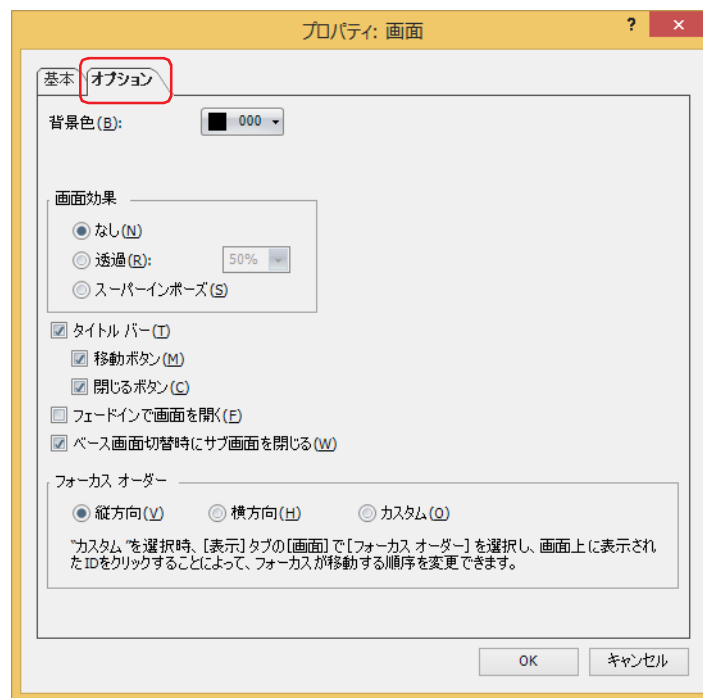 プロパティ: 画面
? ×
基本 オプション
背景色(B): 000
画面効果
なし(N)
透過(R): 50%
スーパーインポーズ(S)
タイトル バー(T)
移動ボタン(M)
閉じるボタン(C)
フェードインで画面を開く(F)
ベース画面切替時にサブ画面を閉じる(W)
フォーカス オーダー
縦方向(V) 横方向(H) カスタム(O)
"カスタム"を選択時、[表示]タブの[画面]で[フォーカス オーダー]を選択し、画面上に表示され
たIDをクリックすることによって、フォーカスが移動する順序を変更できます。
OK キャンセル